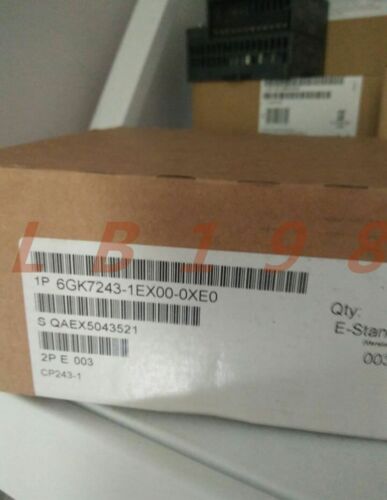 LB198
1P 6GK7243-1EX00-0XE0
S QAEX5043521
2P E 003
CP243-1
Qty:
E-Stan
003